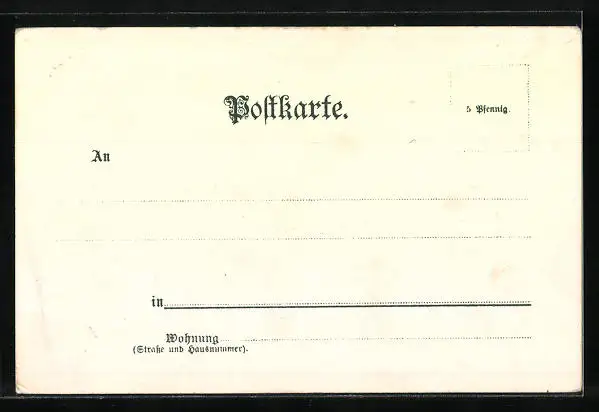 Postkarte.
5 Pfennig.
An
in
Wohnung
(Straße und Hausnummer).